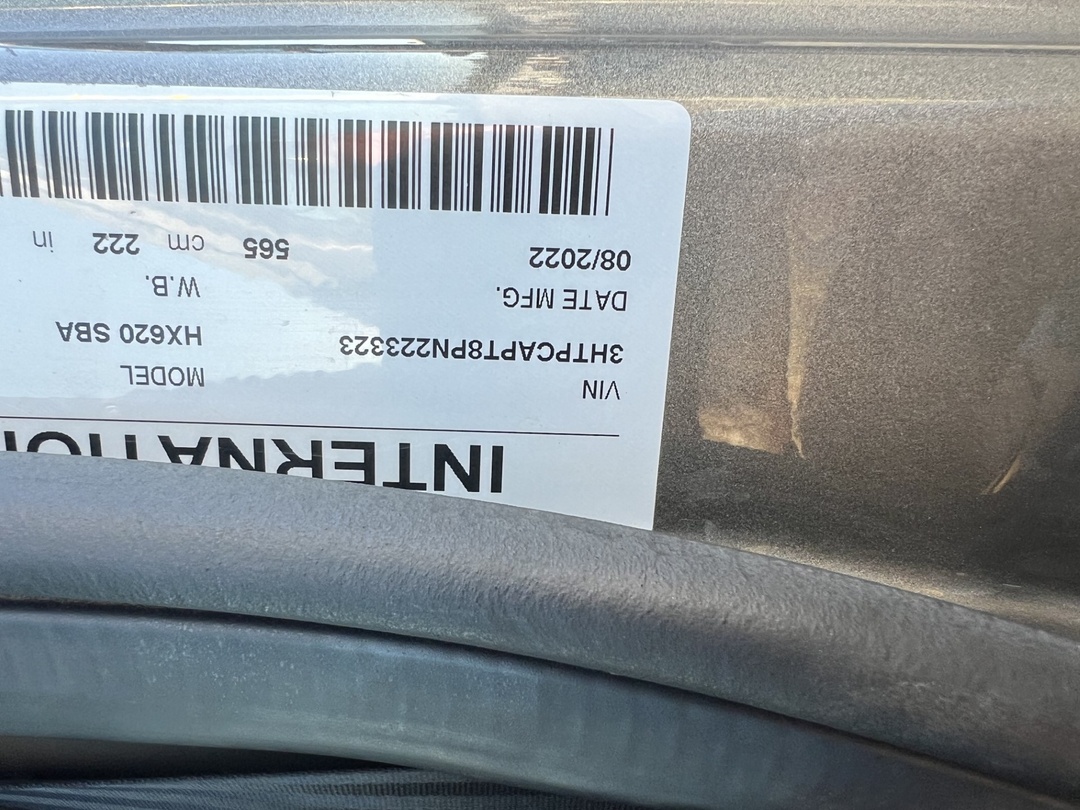 INTERNATIO
VIN
MODEL
3HTPCAPT8PN223323
HX620 SBA
DATE MFG.
W.B.
08/2022
565 cm 222 in